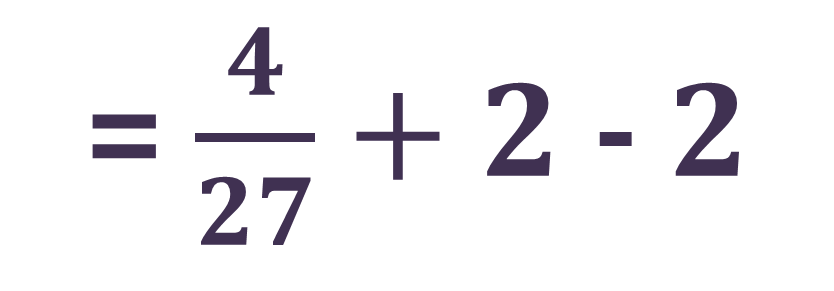 = 4/27 + 2 - 2